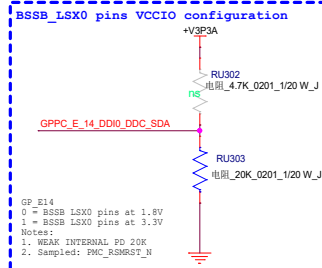 BSSB_LSX0 pins VCCIO configuration
+V3P3A
RU302
电阻_4.7K_0201_1/20 W_J
ns
GPPC_E_14_DDI0_DDC_SDA
RU303
电阻_20K_0201_1/20 W_J
GP_E14
0 = BSSB LSX0 pins at 1.8V
1 = BSSB LSX0 pins at 3.3V
Notes:
1. WEAK INTERNAL PD 20K
2. Sampled: PMC_RSMRST_N